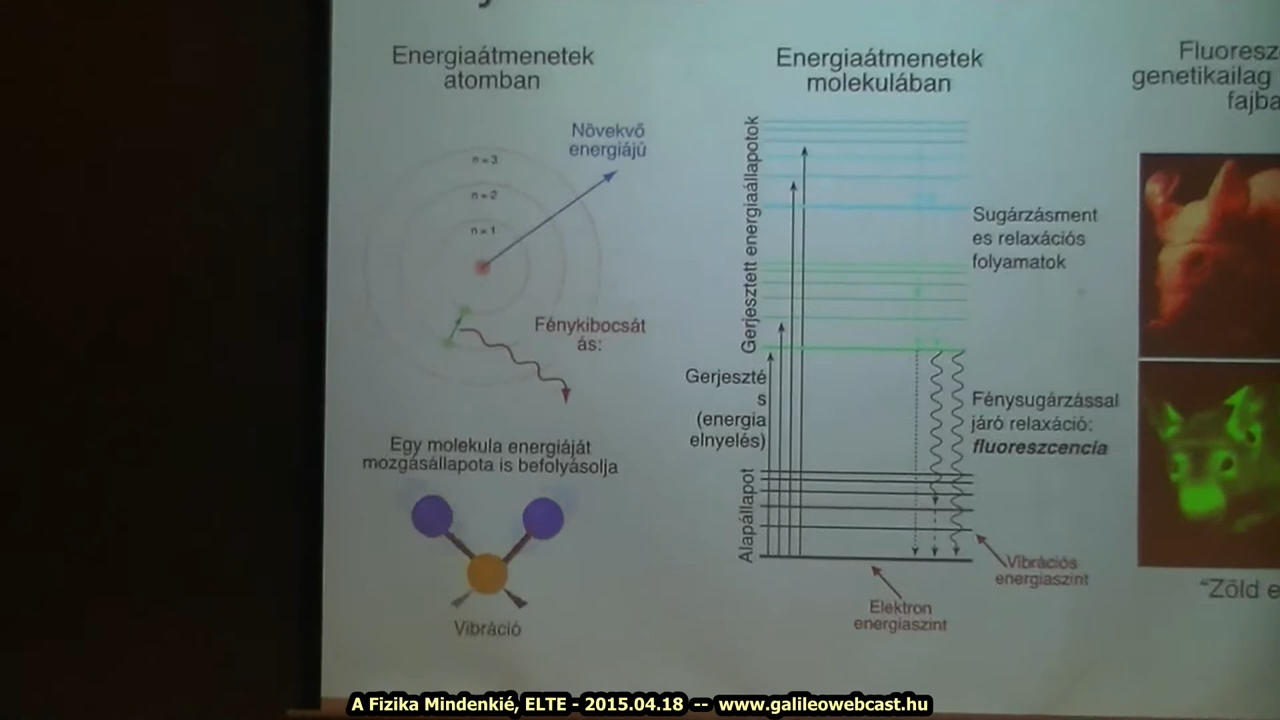 Energiaátmenetek
atomban
Növekvő
energiájú
n=3
n=2
n=1
Fénykibocsát
ás:
Egy molekula energiáját
mozgásállapota is befolyásolja
Vibráció
Energiaátmenetek
molekulában
Gerjesztett energiaállapotok
Sugárzásment
es relaxációs
folyamatok
Gerjeszté
s
(energia
elnyelés)
Fénysugárzással
járó relaxáció:
fluoreszcencia
Alapállapot
Vibrációs
energiaszint
Elektron
energiaszint
Fluoresz
genetikailag
fajba
"Zöld e
A Fizika Mindenkié, ELTE - 2015.04.18 -- www.galileowebcast.hu